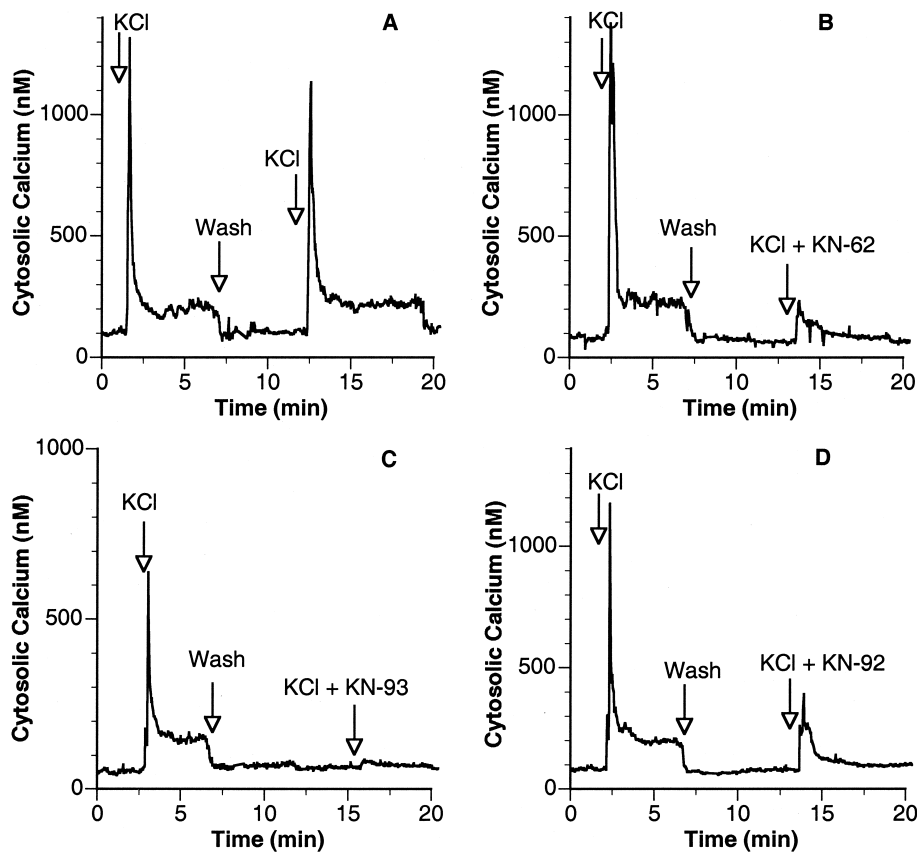 A
KCl
Cytosolic Calcium (nM)
1000
500
0
KCl
Wash
0 5 10 15 20
Time (min)
B
KCl
Cytosolic Calcium (nM)
1000
500
0
Wash
KCl + KN-62
0 5 10 15 20
Time (min)
C
Cytosolic Calcium (nM)
1000
500
0
KCl
Wash
KCl + KN-93
0 5 10 15 20
Time (min)
D
KCl
Cytosolic Calcium (nM)
1000
500
0
Wash
KCl + KN-92
0 5 10 15 20
Time (min)